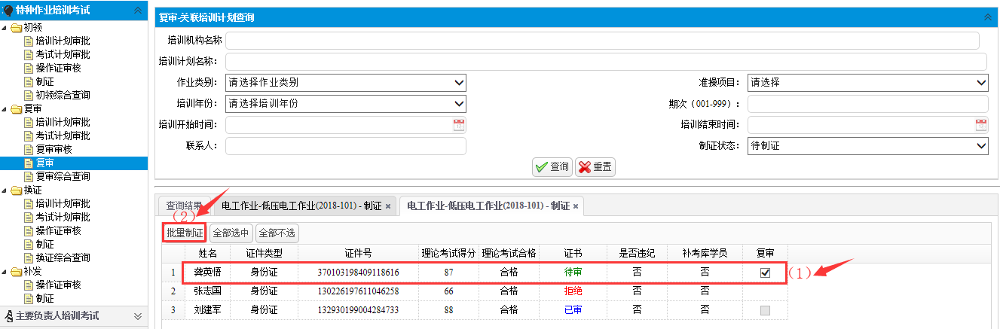 特种作业培训考试
初领
培训计划审批
考试计划审批
操作证审核
制证
初领综合查询
复审
培训计划审批
考试计划审批
复审审核
复审
复审综合查询
换证
培训计划审批
考试计划审批
操作证审核
制证
换证综合查询
补发
操作证审核
制证
主要负责人培训考试
复审-关联培训计划查询
培训机构名称
培训计划名称：
作业类别： 请选择作业类别 准操项目： 请选择
培训年份： 请选择培训年份 期次（001-999）：
培训开始时间： 培训结束时间：
联系人： 制证状态： 待制证
查询 重置
查询结果 电工作业-低压电工作业(2018-101) - 制证 × 电工作业-低压电工作业(2018-101) - 制证 ×
（2）
批量制证 全部选中 全部不选
姓名 证件类型 证件号 理论考试得分 理论考试合格 证书 是否违纪 补考库学员 复审
1 龚英悟 身份证 370103198409118616 87 合格 待审 否 否
（1）
2 张志国 身份证 130226197611046258 66 合格 拒绝 否 否
3 刘建军 身份证 132930199004284733 88 合格 已审 否 否